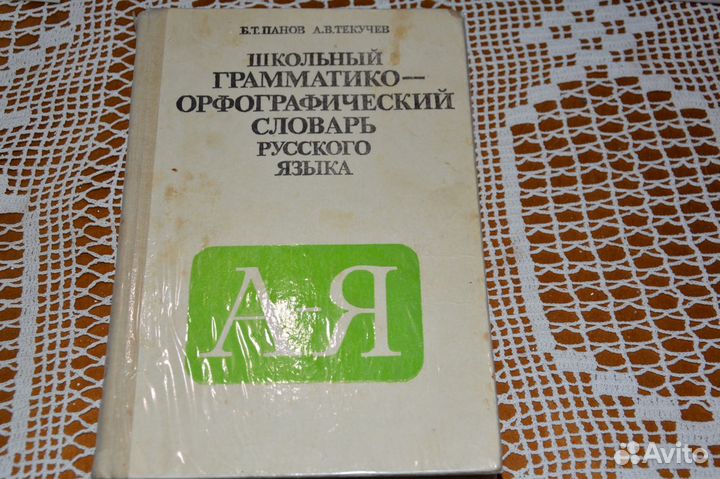 Б.Т.ПАНОВ А.В.ТЕКУЧЕВ
ШКОЛЬНЫЙ
ГРАММАТИКО—
ОРФОГРАФИЧЕСКИЙ
СЛОВАРЬ
РУССКОГО
ЯЗЫКА
А-Я
Avito